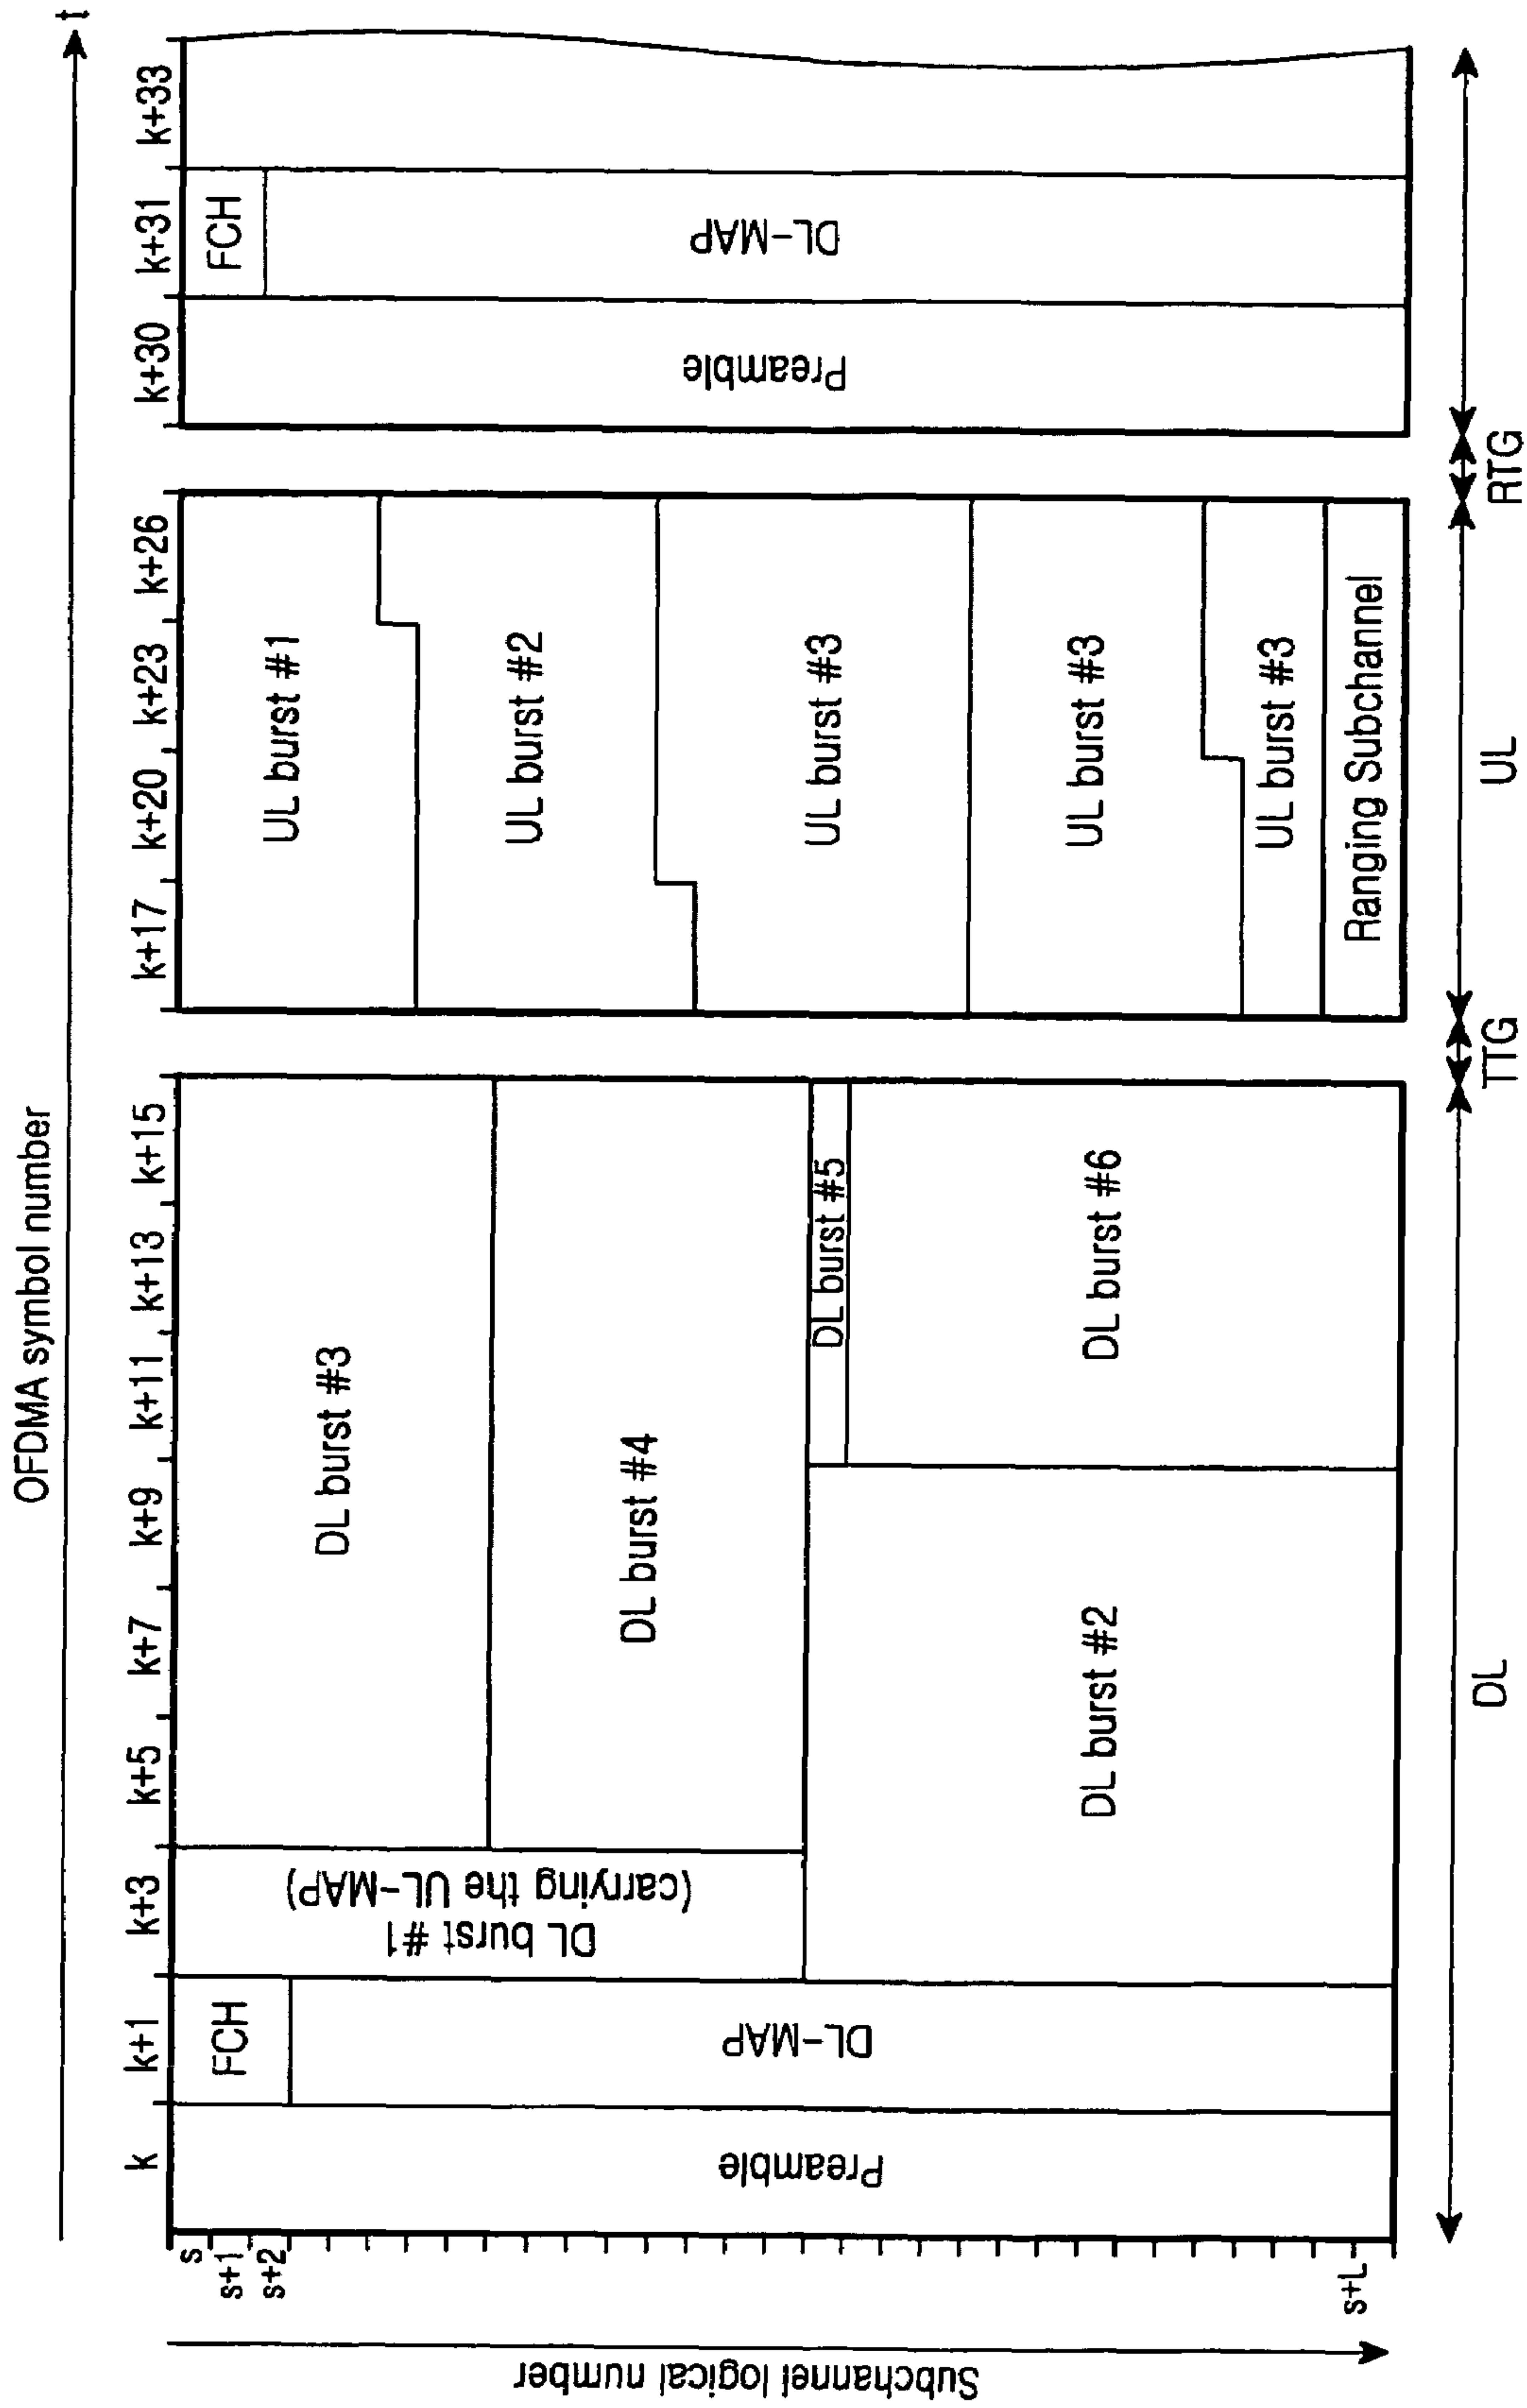 OFDMA symbol number
t
k
k+1
k+3
k+5
k+7
k+9
k+11
k+13
k+15
k+17
k+20
k+23
k+26
k+30
k+31
k+33
Subchannel logical number
s
s+1
s+2
s+L
Preamble
FCH
DL-MAP
DL burst #1
(carrying the UL-MAP)
DL burst #3
DL burst #4
DL burst #2
DL burst #5
DL burst #6
UL burst #1
UL burst #2
UL burst #3
UL burst #3
UL burst #3
Ranging Subchannel
Preamble
FCH
DL-MAP
DL
TTG
UL
RTG